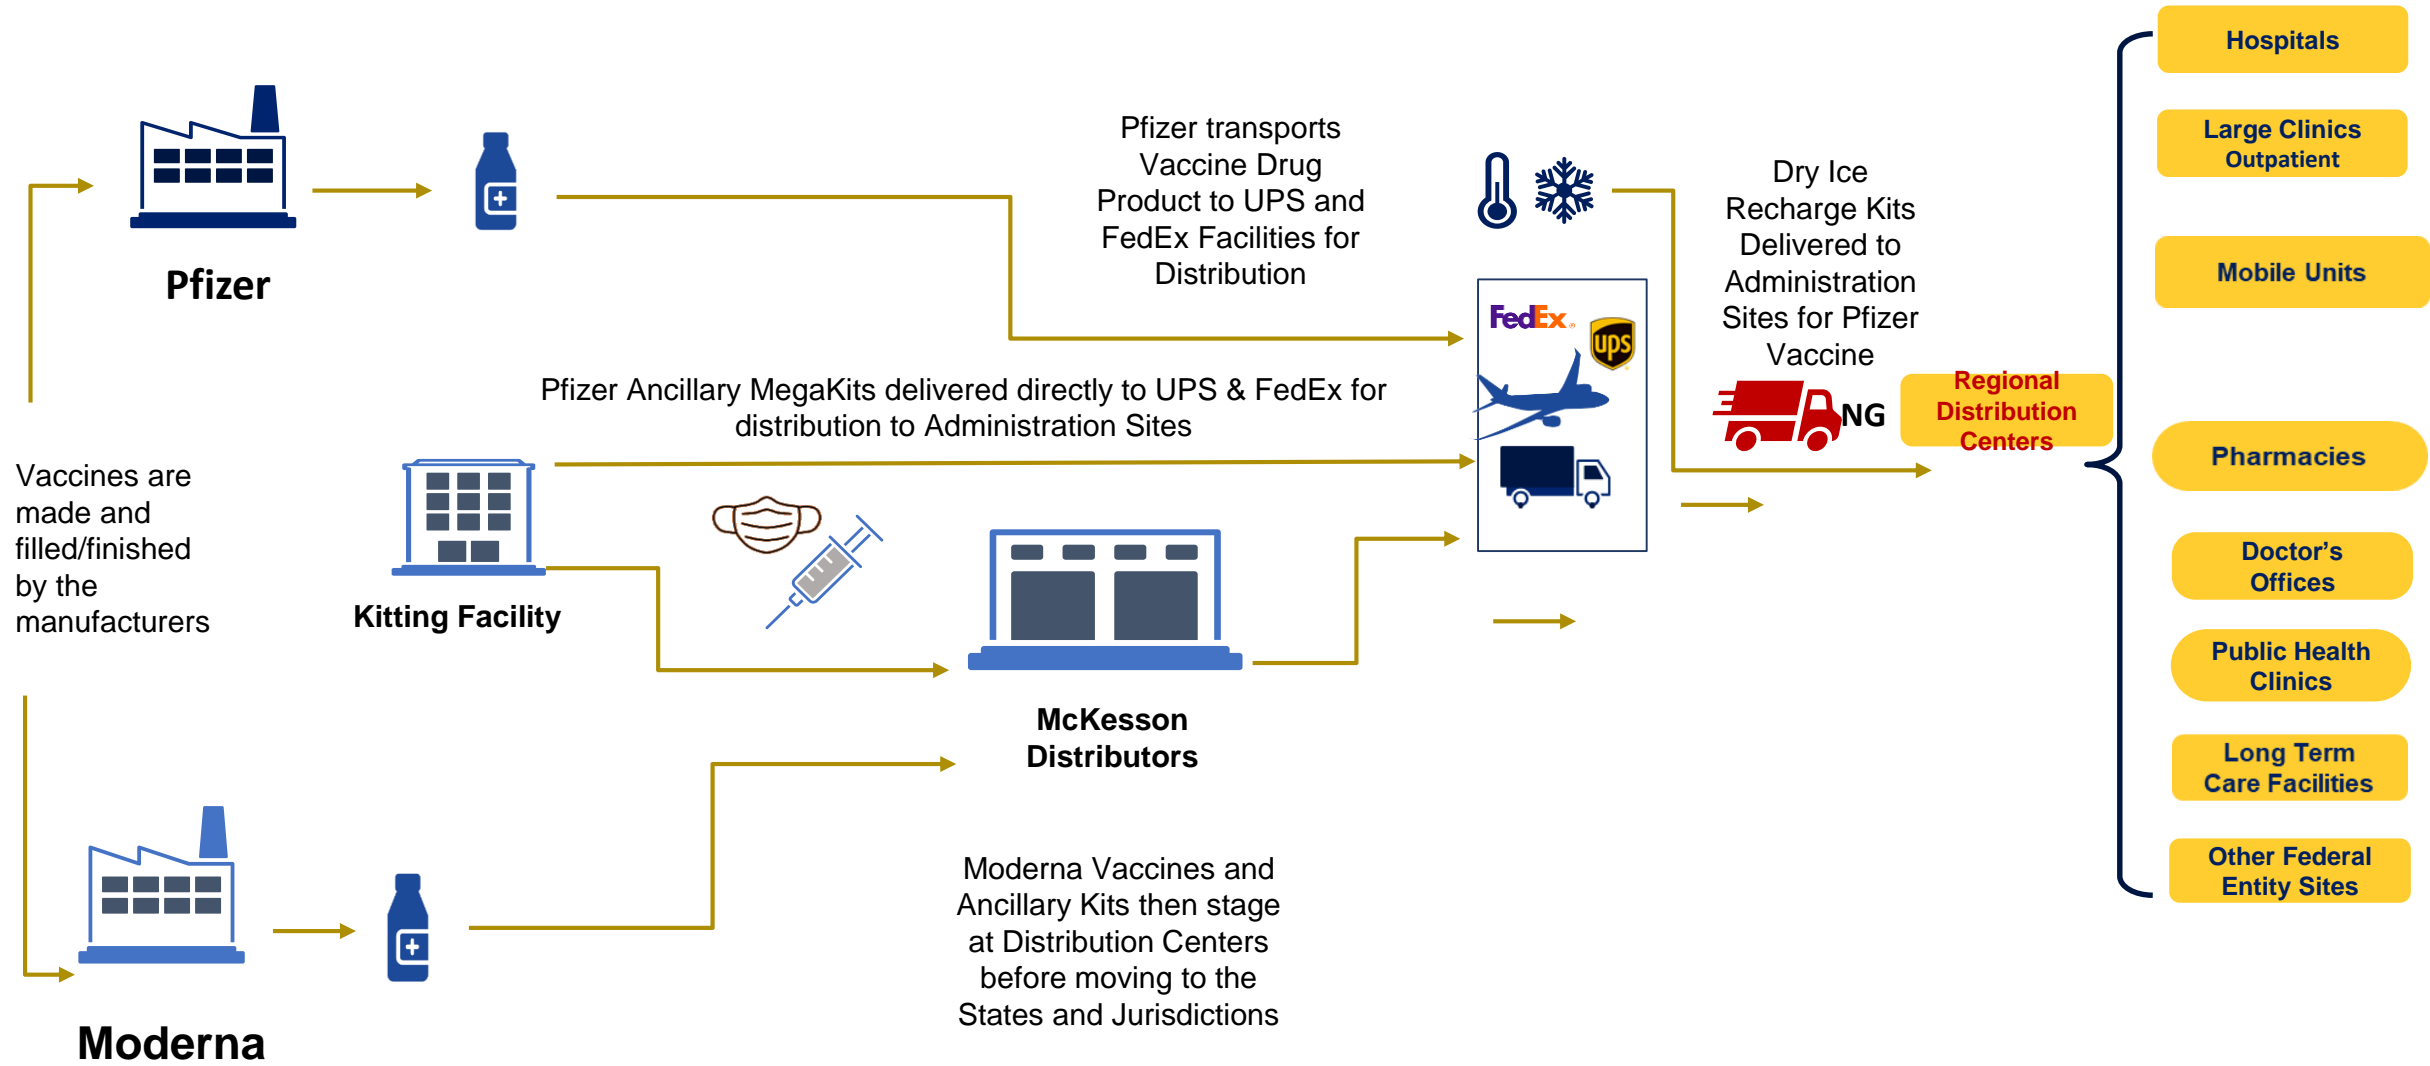 Vaccines are
made and
filled/finished
by the
manufacturers
Pfizer
Pfizer transports
Vaccine Drug
Product to UPS and
FedEx Facilities for
Distribution
Pfizer Ancillary MegaKits delivered directly to UPS & FedEx for
distribution to Administration Sites
Kitting Facility
McKesson
Distributors
Moderna
Moderna Vaccines and
Ancillary Kits then stage
at Distribution Centers
before moving to the
States and Jurisdictions
FedEx®
ups
Dry Ice
Recharge Kits
Delivered to
Administration
Sites for Pfizer
Vaccine
NG
Regional
Distribution
Centers
Hospitals
Large Clinics
Outpatient
Mobile Units
Pharmacies
Doctor’s
Offices
Public Health
Clinics
Long Term
Care Facilities
Other Federal
Entity Sites